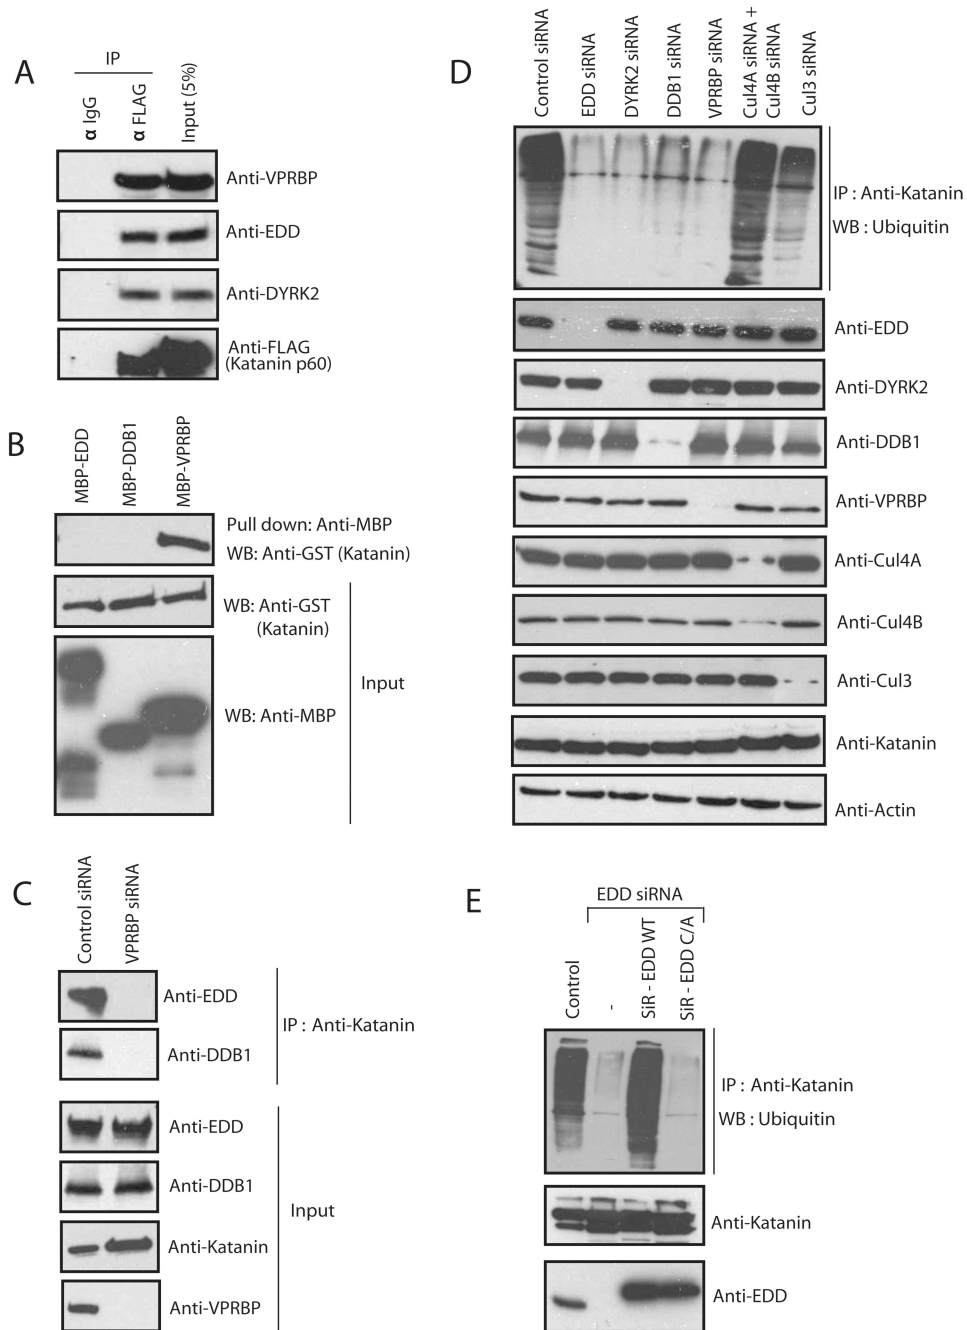 A
IP
α IgG
α FLAG
Input (5%)
Anti-VPRBP
Anti-EDD
Anti-DYRK2
Anti-FLAG
(Katanin p60)
B
MBP-EDD
MBP-DDB1
MBP-VPRBP
Pull down: Anti-MBP
WB: Anti-GST (Katanin)
WB: Anti-GST
(Katanin)
WB: Anti-MBP
Input
C
Control siRNA
VPRBP siRNA
Anti-EDD
Anti-DDB1
IP : Anti-Katanin
Anti-EDD
Anti-DDB1
Anti-Katanin
Anti-VPRBP
Input
D
Control siRNA
EDD siRNA
DYRK2 siRNA
DDB1 siRNA
VPRBP siRNA
Cul4A siRNA +
Cul4B siRNA
Cul3 siRNA
IP : Anti-Katanin
WB : Ubiquitin
Anti-EDD
Anti-DYRK2
Anti-DDB1
Anti-VPRBP
Anti-Cul4A
Anti-Cul4B
Anti-Cul3
Anti-Katanin
Anti-Actin
E
EDD siRNA
Control
-
SiR - EDD WT
SiR - EDD C/A
IP : Anti-Katanin
WB : Ubiquitin
Anti-Katanin
Anti-EDD